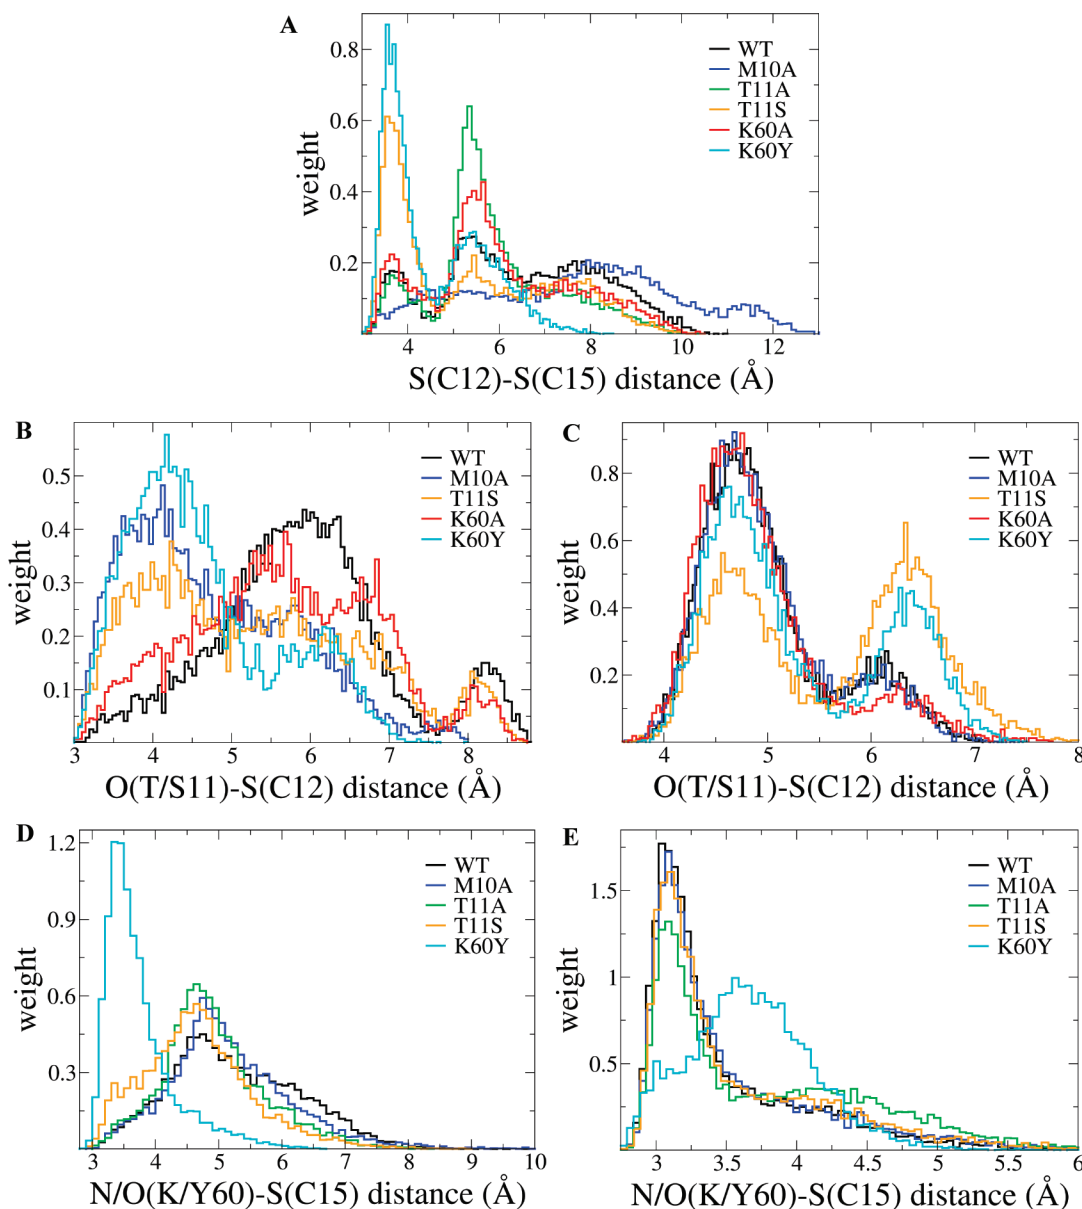 A
weight
0.8
0.6
0.4
0.2
WT
M10A
T11A
T11S
K60A
K60Y
4 6 8 10 12
S(C12)-S(C15) distance (Å)
B
weight
0.5
0.4
0.3
0.2
0.1
WT
M10A
T11S
K60A
K60Y
3 4 5 6 7 8
O(T/S11)-S(C12) distance (Å)
C
weight
0.8
0.6
0.4
0.2
WT
M10A
T11S
K60A
K60Y
4 5 6 7 8
O(T/S11)-S(C12) distance (Å)
D
weight
1.2
0.9
0.6
0.3
WT
M10A
T11A
T11S
K60Y
3 4 5 6 7 8 9 10
N/O(K/Y60)-S(C15) distance (Å)
E
weight
1.5
1
0.5
WT
M10A
T11A
T11S
K60Y
3 3.5 4 4.5 5 5.5 6
N/O(K/Y60)-S(C15) distance (Å)